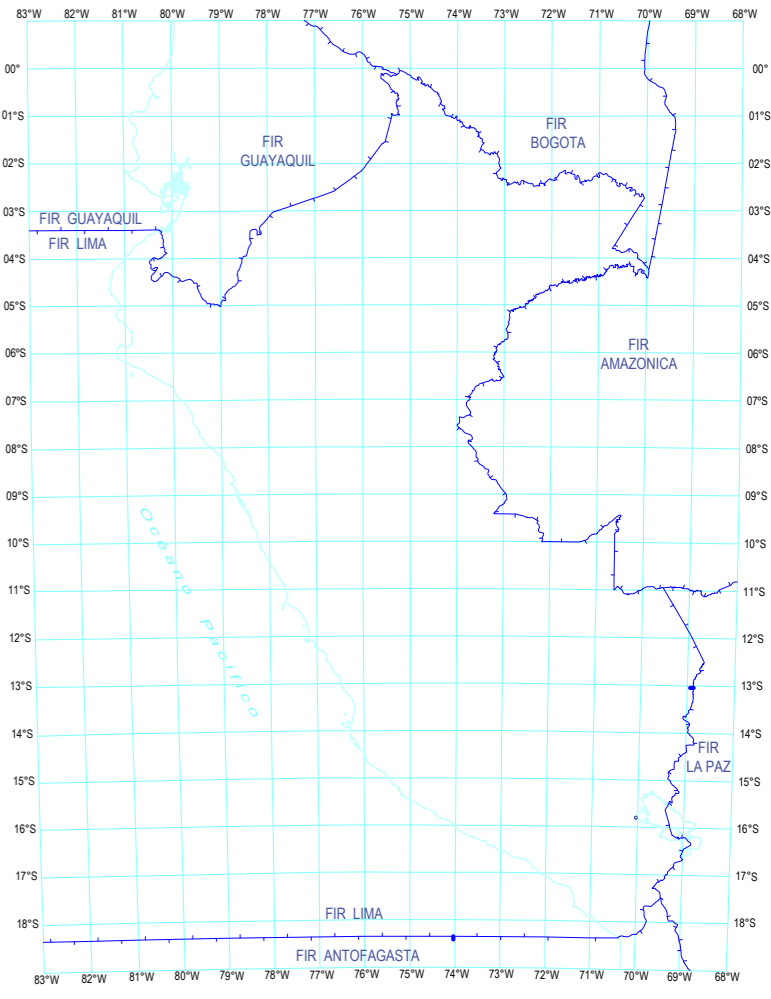 83°W 82°W 81°W 80°W 79°W 78°W 77°W 76°W 75°W 74°W 73°W 72°W 71°W 70°W 69°W 68°W
00° 00°
01°S 01°S
FIR
BOGOTA
FIR
GUAYAQUIL
02°S 02°S
03°S 03°S
FIR GUAYAQUIL
FIR LIMA
04°S 04°S
05°S 05°S
FIR
AMAZONICA
06°S 06°S
07°S 07°S
08°S 08°S
09°S 09°S
Océano Pacífico
10°S 10°S
11°S 11°S
12°S 12°S
13°S 13°S
14°S 14°S
FIR
LA PAZ
15°S 15°S
16°S 16°S
17°S 17°S
FIR LIMA
18°S 18°S
FIR ANTOFAGASTA
83°W 82°W 81°W 80°W 79°W 78°W 77°W 76°W 75°W 74°W 73°W 72°W 71°W 70°W 69°W 68°W